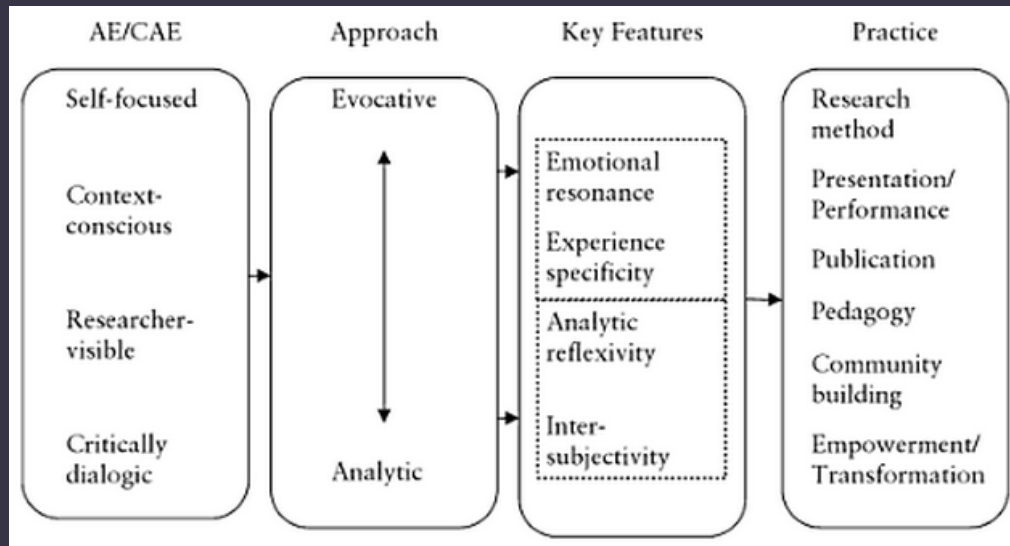 AE/CAE
Approach
Key Features
Practice
Self-focused
Context-
conscious
Researcher-
visible
Critically
dialogic
Evocative
Analytic
Emotional
resonance
Experience
specificity
Analytic
reflexivity
Inter-
subjectivity
Research
method
Presentation/
Performance
Publication
Pedagogy
Community
building
Empowerment/
Transformation